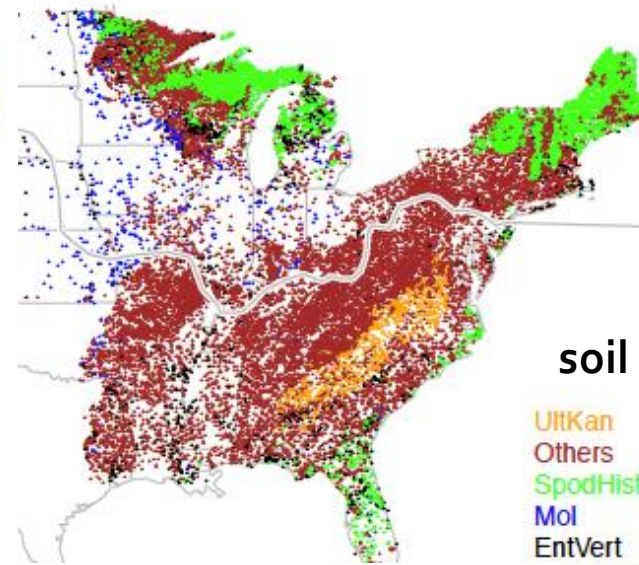 soil
UltKan
Others
SpodHist
Mol
EntVert